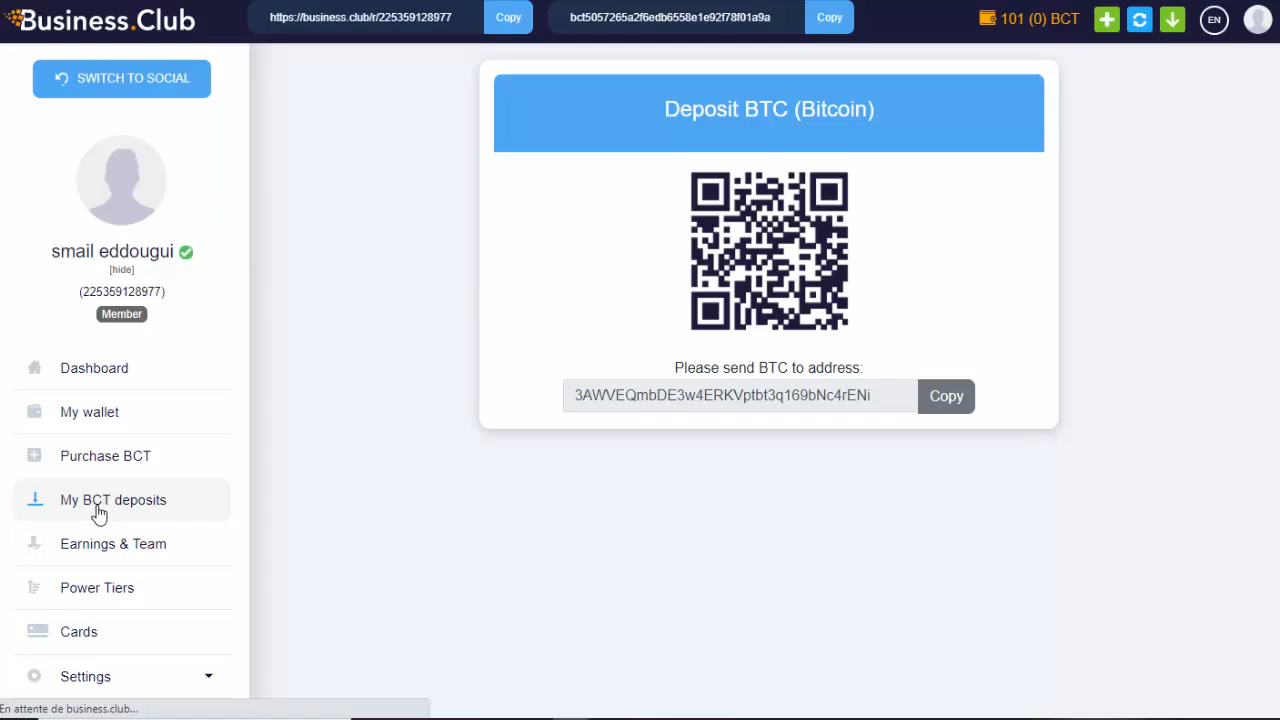 Business.Club
https://business.club/r/225359128977
Copy
bct5057265a2f6edb6558e1e92f78f01a9a
Copy
101 (0) BCT
EN
SWITCH TO SOCIAL
smail eddougui
[hide]
(225359128977)
Member
Dashboard
My wallet
Purchase BCT
My BCT deposits
Earnings & Team
Power Tiers
Cards
Settings
Deposit BTC (Bitcoin)
Please send BTC to address:
3AWVEQmbDE3w4ERKVptbt3q169bNc4rENi
Copy
En attente de business.club...